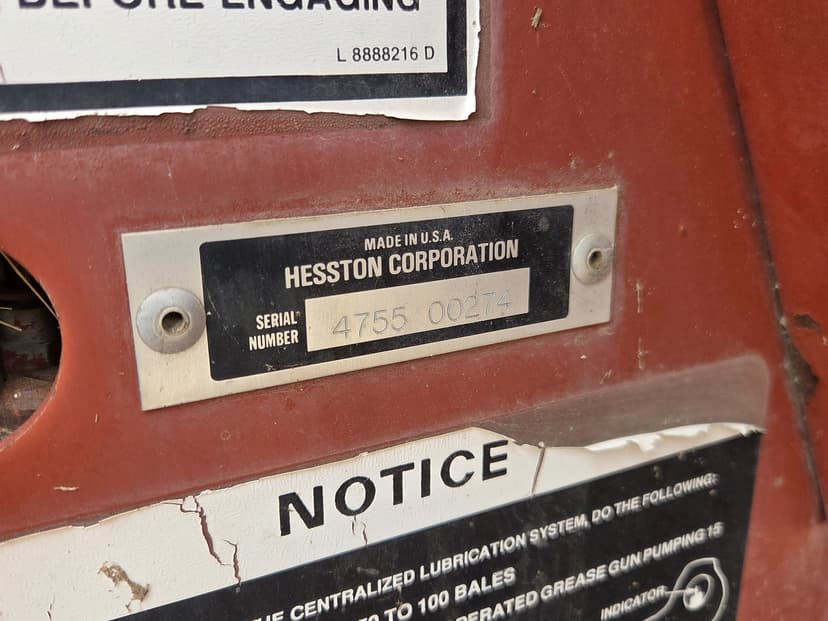 BEFORE ENGAGING
L 8888216 D
MADE IN U.S.A.
HESSTON CORPORATION
SERIAL
NUMBER
4755 00274
NOTICE
CENTRALIZED LUBRICATION SYSTEM, DO THE FOLLOWING:
TO 100 BALES
GREASE GUN PUMPING 15
INDICATOR